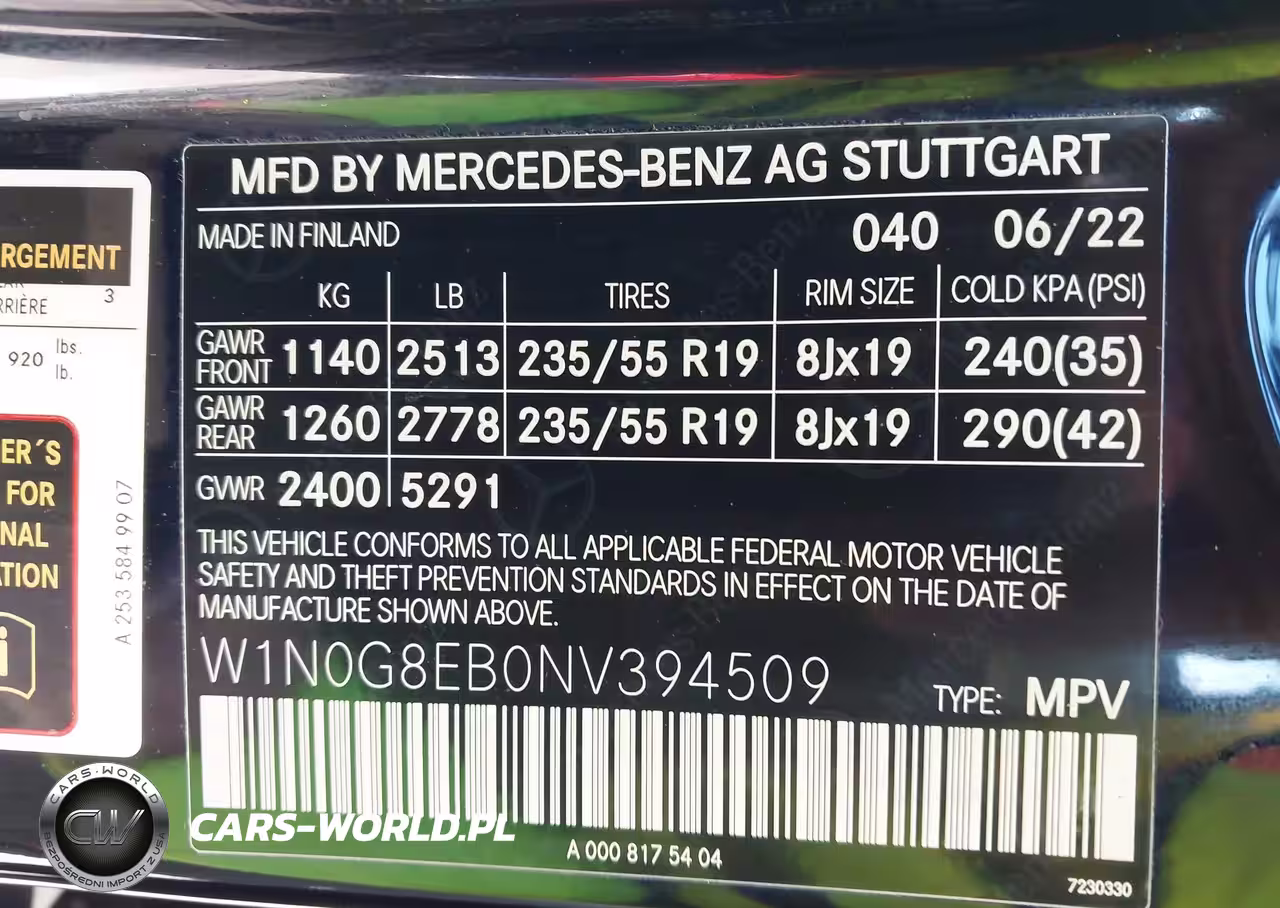 MFD BY MERCEDES-BENZ AG STUTTGART
MADE IN FINLAND 040 06/22
KG LB TIRES RIM SIZE COLD KPA (PSI)
GAWR FRONT 1140 2513 235/55 R19 8Jx19 240(35)
GAWR REAR 1260 2778 235/55 R19 8Jx19 290(42)
GVWR 2400 5291
THIS VEHICLE CONFORMS TO ALL APPLICABLE FEDERAL MOTOR VEHICLE
SAFETY AND THEFT PREVENTION STANDARDS IN EFFECT ON THE DATE OF
MANUFACTURE SHOWN ABOVE.
W1N0G8EB0NV394509
TYPE: MPV
A 000 817 54 04
7230330
RGEMENT
RRIÈRE 3
920 lbs.
lb.
ER´S
FOR
NAL
ATION
i
A 253 584 99 07
CARS-WORLD
CW
BEZPOŚREDNI IMPORT Z USA
CARS-WORLD.PL